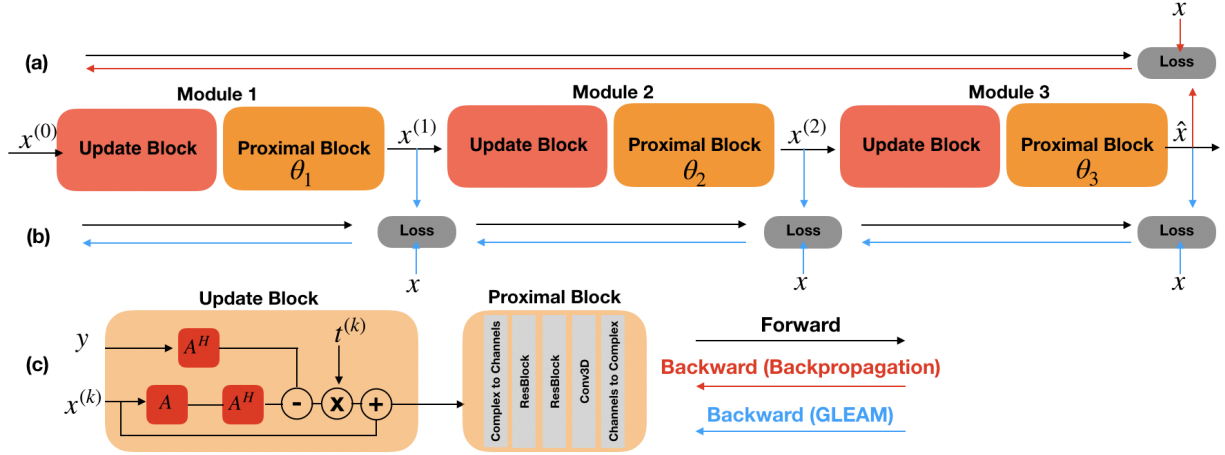 x
(a)
Loss
Module 1
Module 2
Module 3
x^(0)
Update Block
Proximal Block
θ_1
x^(1)
Update Block
Proximal Block
θ_2
x^(2)
Update Block
Proximal Block
θ_3
x̂
(b)
Loss
Loss
Loss
x
x
x
Update Block
Proximal Block
(c)
y
A^H
t^(k)
x^(k)
A
A^H
-
X
+
Complex to Channels
ResBlock
ResBlock
Conv3D
Channels to Complex
Forward
Backward (Backpropagation)
Backward (GLEAM)